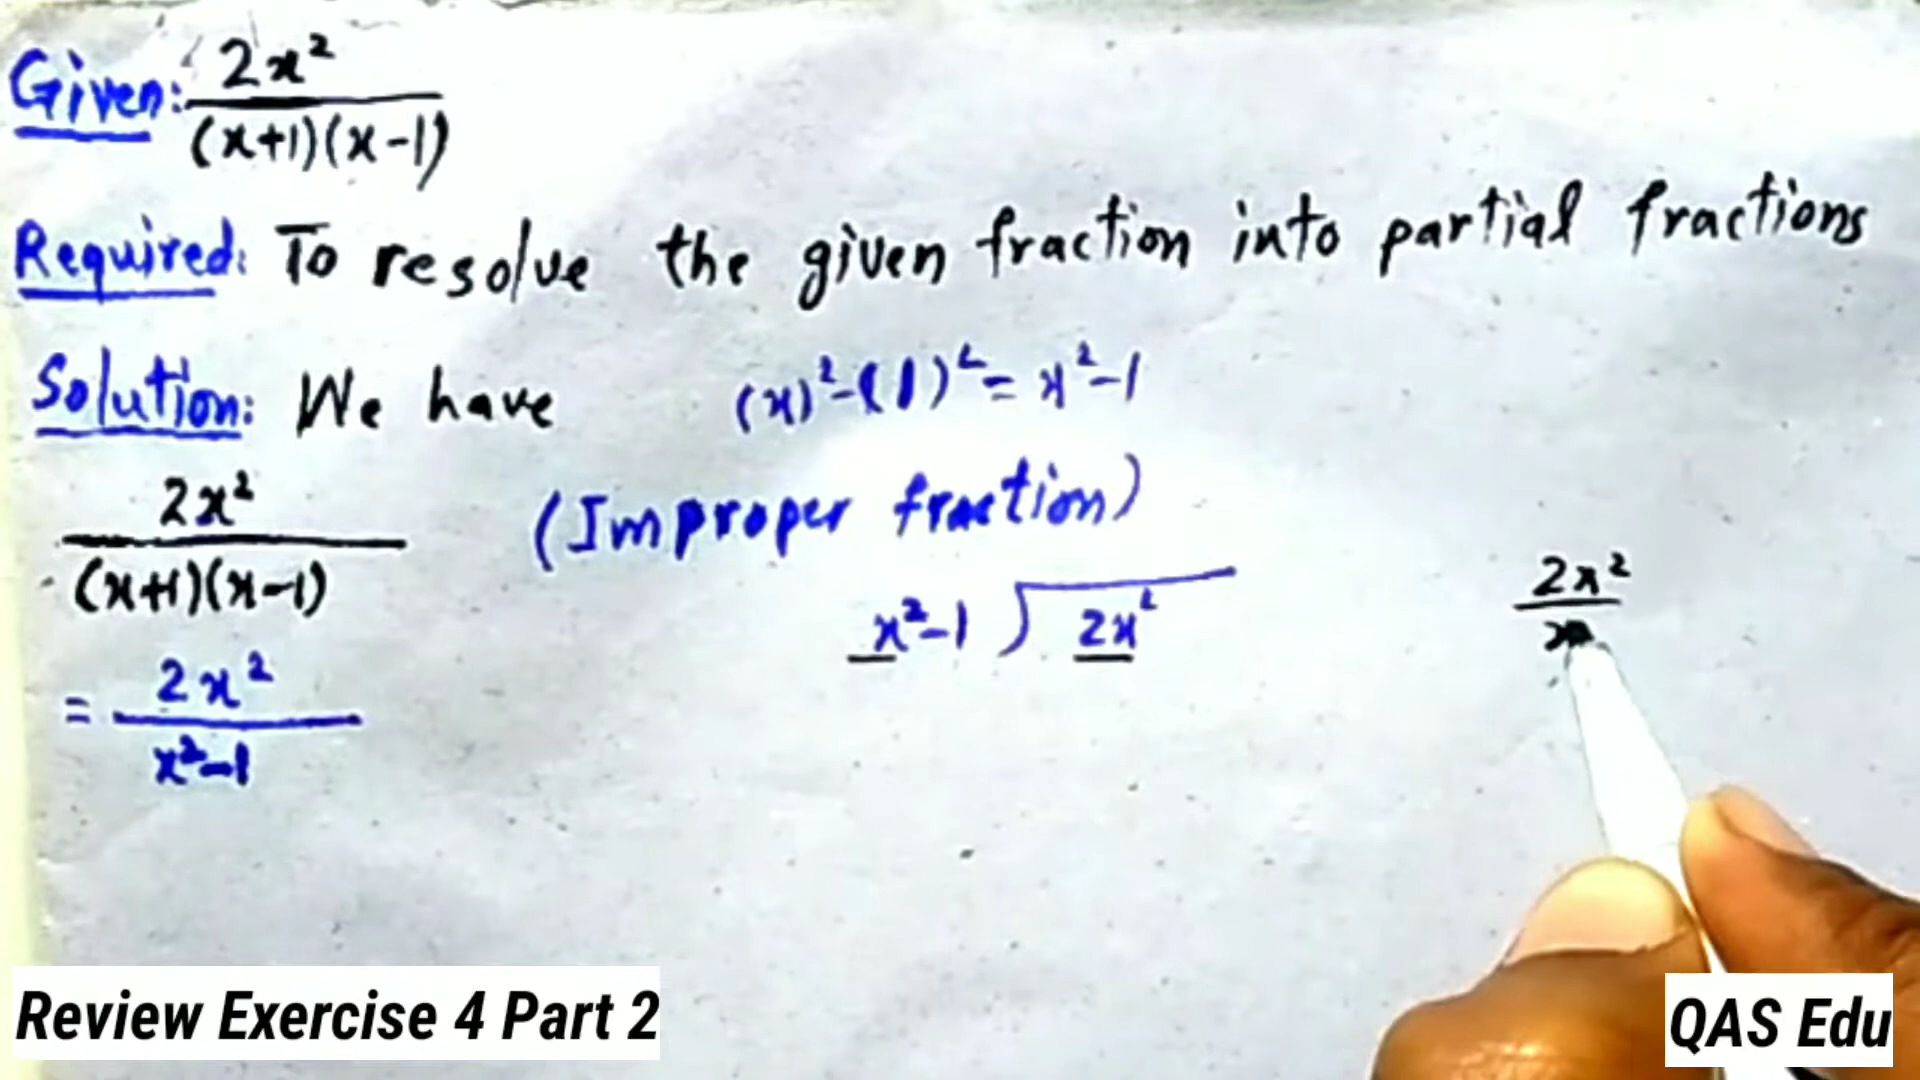 Given: 2x²
(x+1)(x-1)
Required: To resolve the given fraction into partial fractions
Solution: We have (x)²-(1)²= x²-1
2x²
(x+1)(x-1)
(Improper fraction)
x²-1 ) 2x²
2x²
x
= 2x²
x²-1
Review Exercise 4 Part 2
QAS Edu